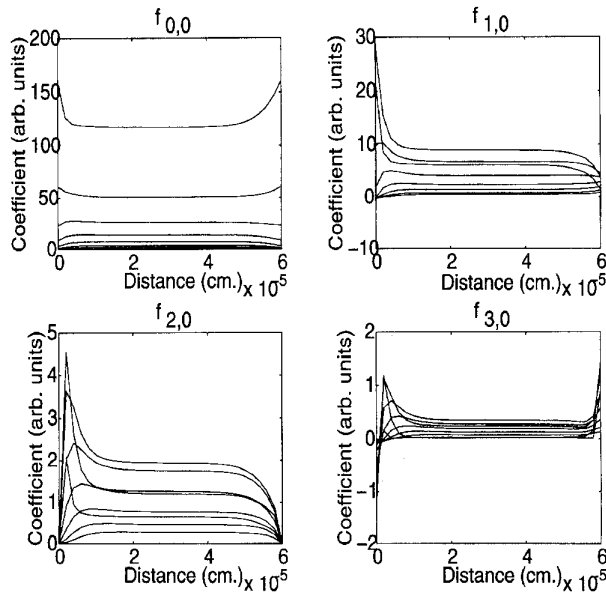 f 0,0
200
150
100
50
0
Coefficient (arb. units)
0 2 4 6
Distance (cm.) x 10 -5
f 1,0
30
20
10
0
-10
Coefficient (arb. units)
0 2 4 6
Distance (cm.) x 10 -5
f 2,0
5
4
3
2
1
0
Coefficient (arb. units)
0 2 4 6
Distance (cm.) x 10 -5
f 3,0
2
1
0
-1
-2
Coefficient (arb. units)
0 2 4 6
Distance (cm.) x 10 -5